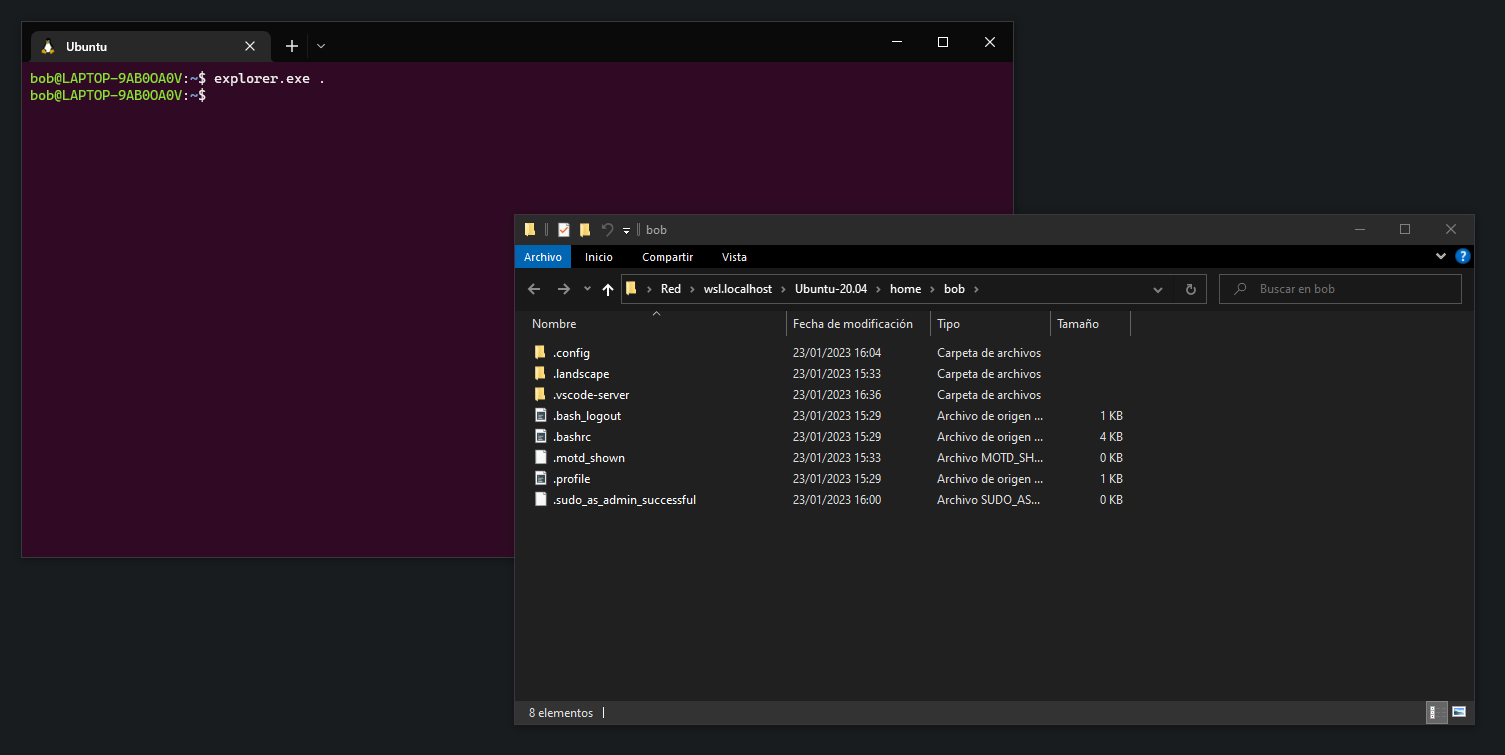 Ubuntu
bob@LAPTOP-9AB0OA0V:~$ explorer.exe .
bob@LAPTOP-9AB0OA0V:~$
bob
Archivo Inicio Compartir Vista
Red wsl.localhost Ubuntu-20.04 home bob Buscar en bob
Nombre Fecha de modificación Tipo Tamaño
.config 23/01/2023 16:04 Carpeta de archivos
.landscape 23/01/2023 15:33 Carpeta de archivos
.vscode-server 23/01/2023 16:36 Carpeta de archivos
.bash_logout 23/01/2023 15:29 Archivo de origen ... 1 KB
.bashrc 23/01/2023 15:29 Archivo de origen ... 4 KB
.motd_shown 23/01/2023 15:33 Archivo MOTD_SH... 0 KB
.profile 23/01/2023 15:29 Archivo de origen ... 1 KB
.sudo_as_admin_successful 23/01/2023 16:00 Archivo SUDO_AS... 0 KB
8 elementos